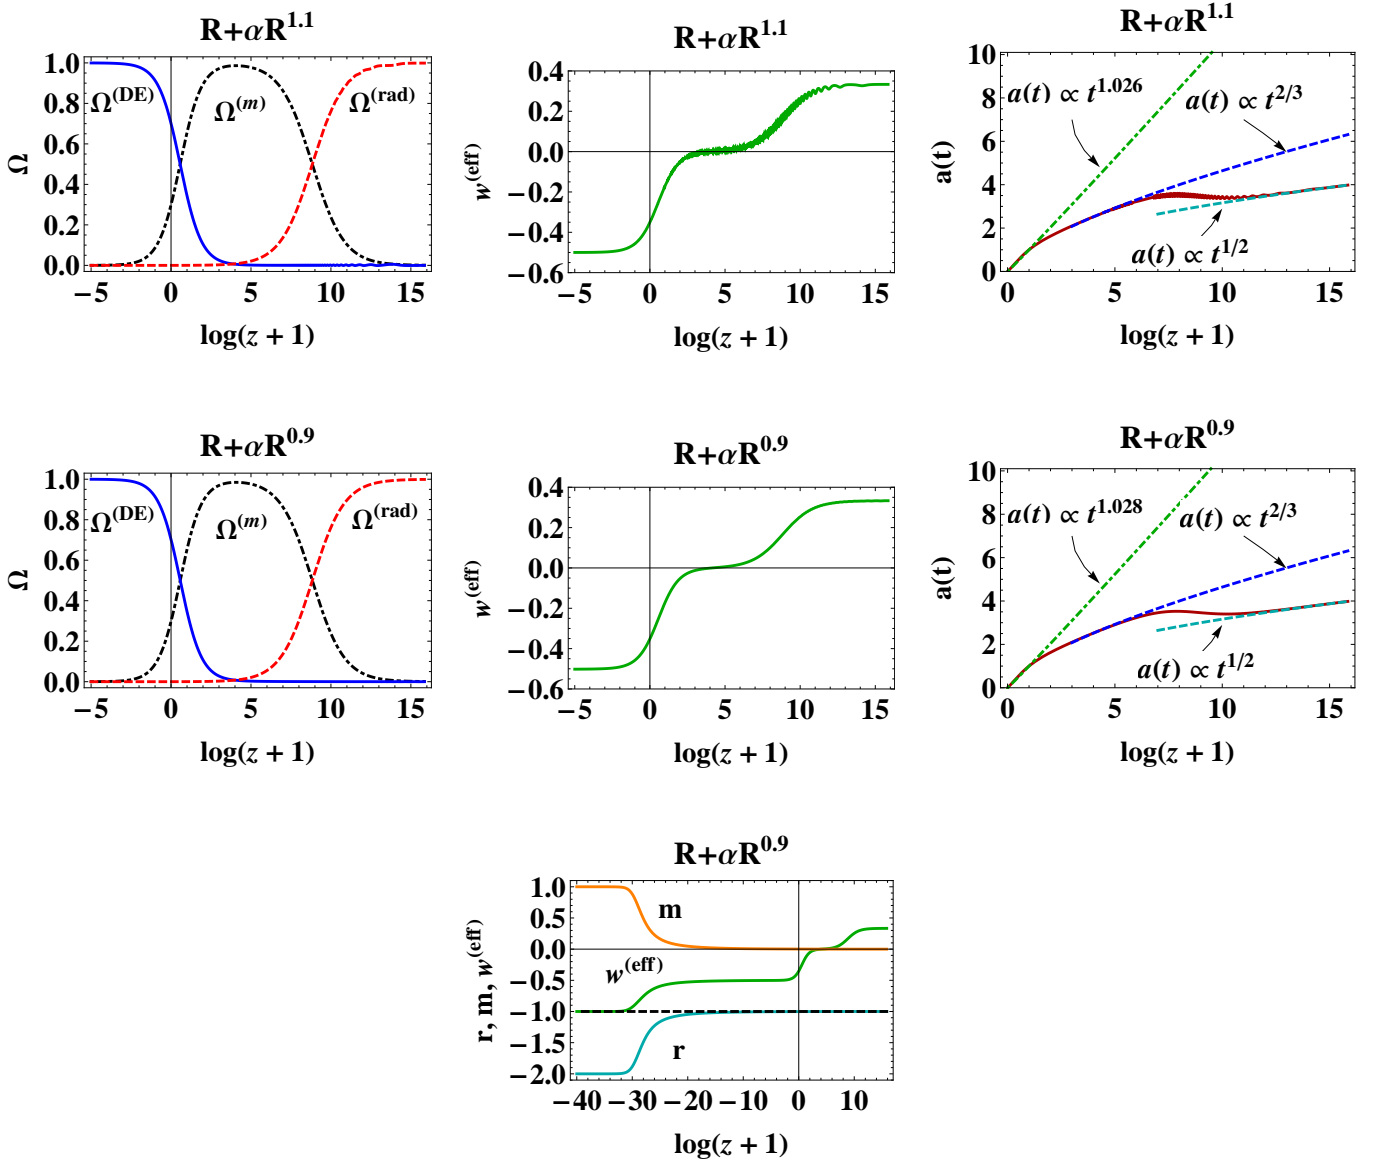 R+αR^1.1
1.0
0.8
0.6
0.4
0.2
0.0
Ω
Ω^(DE)
Ω^(m)
Ω^(rad)
−5 0 5 10 15
log(z + 1)
R+αR^1.1
0.4
0.2
0.0
−0.2
−0.4
−0.6
w^(eff)
−5 0 5 10 15
log(z + 1)
R+αR^1.1
10
8
6
4
2
0
a(t)
a(t) ∝ t^1.026
a(t) ∝ t^2/3
a(t) ∝ t^1/2
0 5 10 15
log(z + 1)
R+αR^0.9
1.0
0.8
0.6
0.4
0.2
0.0
Ω
Ω^(DE)
Ω^(m)
Ω^(rad)
−5 0 5 10 15
log(z + 1)
R+αR^0.9
0.4
0.2
0.0
−0.2
−0.4
−0.6
w^(eff)
−5 0 5 10 15
log(z + 1)
R+αR^0.9
10
8
6
4
2
0
a(t)
a(t) ∝ t^1.028
a(t) ∝ t^2/3
a(t) ∝ t^1/2
0 5 10 15
log(z + 1)
R+αR^0.9
1.0
0.5
0.0
−0.5
−1.0
−1.5
−2.0
r, m, w^(eff)
m
w^(eff)
r
−40 −30 −20 −10 0 10
log(z + 1)